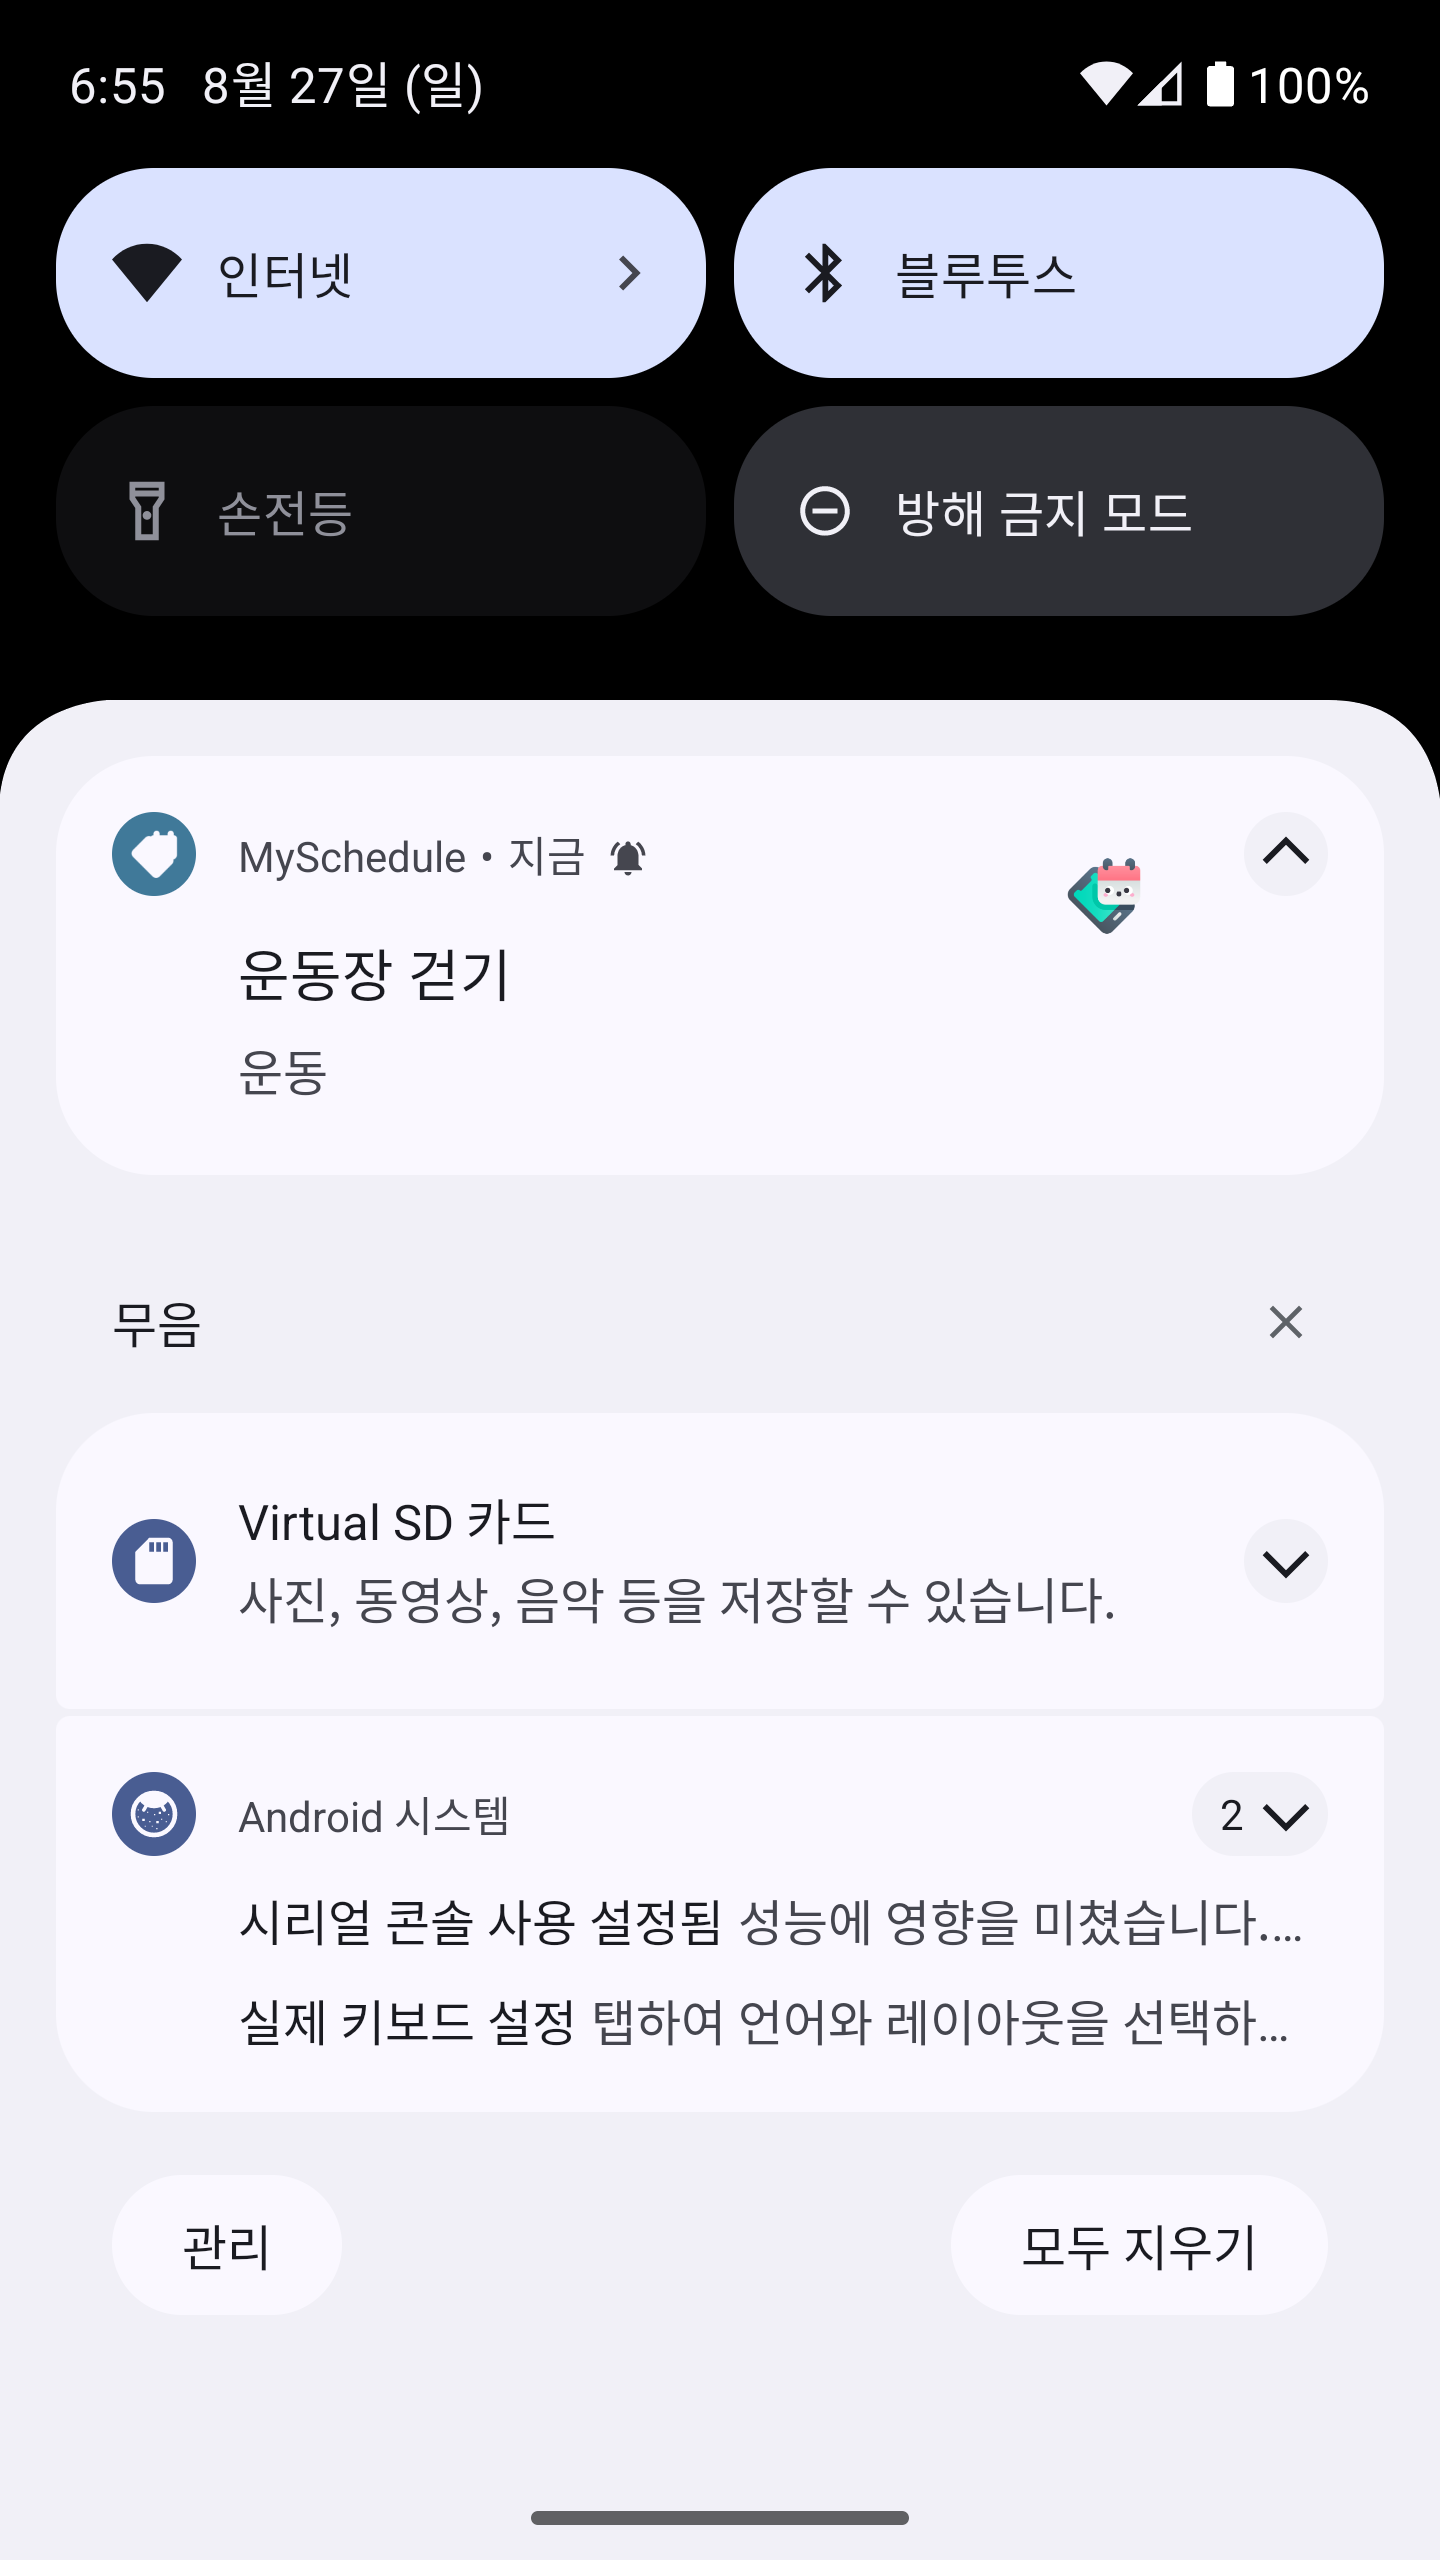 6:55 8월 27일 (일) 100%
인터넷
블루투스
손전등
방해 금지 모드
MySchedule • 지금
운동장 걷기
운동
무음
Virtual SD 카드
사진, 동영상, 음악 등을 저장할 수 있습니다.
Android 시스템 2
시리얼 콘솔 사용 설정됨 성능에 영향을 미쳤습니다.…
실제 키보드 설정 탭하여 언어와 레이아웃을 선택하…
관리
모두 지우기